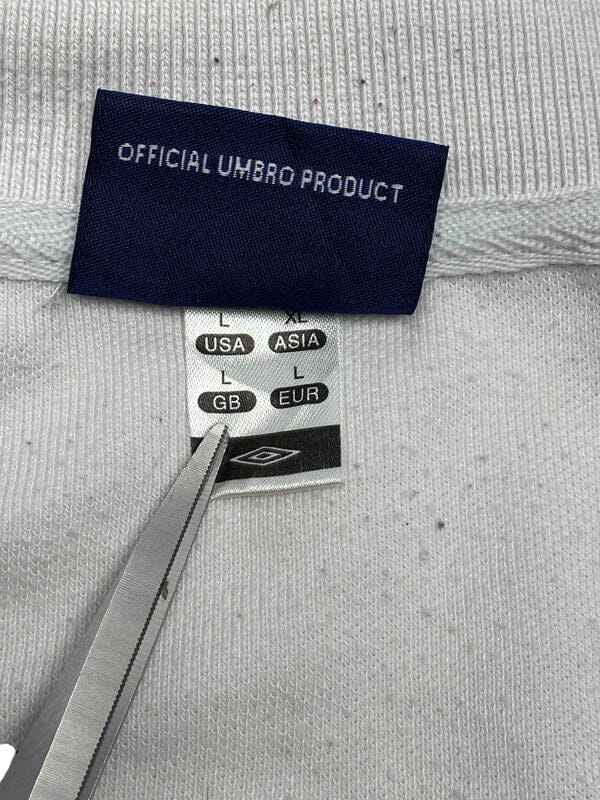 OFFICIAL UMBRO PRODUCT
L XL
USA ASIA
L L
GB EUR